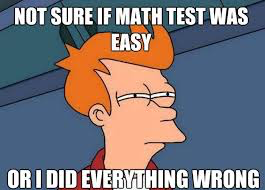 NOT SURE IF MATH TEST WAS
EASY
OR I DID EVERYTHING WRONG